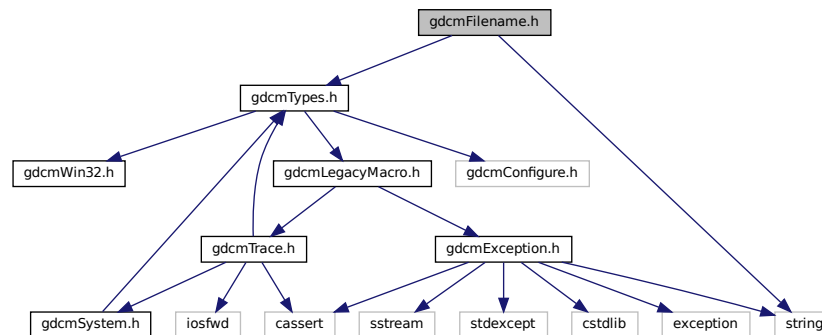 gdcmFilename.h
gdcmTypes.h
gdcmWin32.h
gdcmLegacyMacro.h
gdcmConfigure.h
gdcmTrace.h
gdcmException.h
gdcmSystem.h
iosfwd
cassert
sstream
stdexcept
cstdlib
exception
string